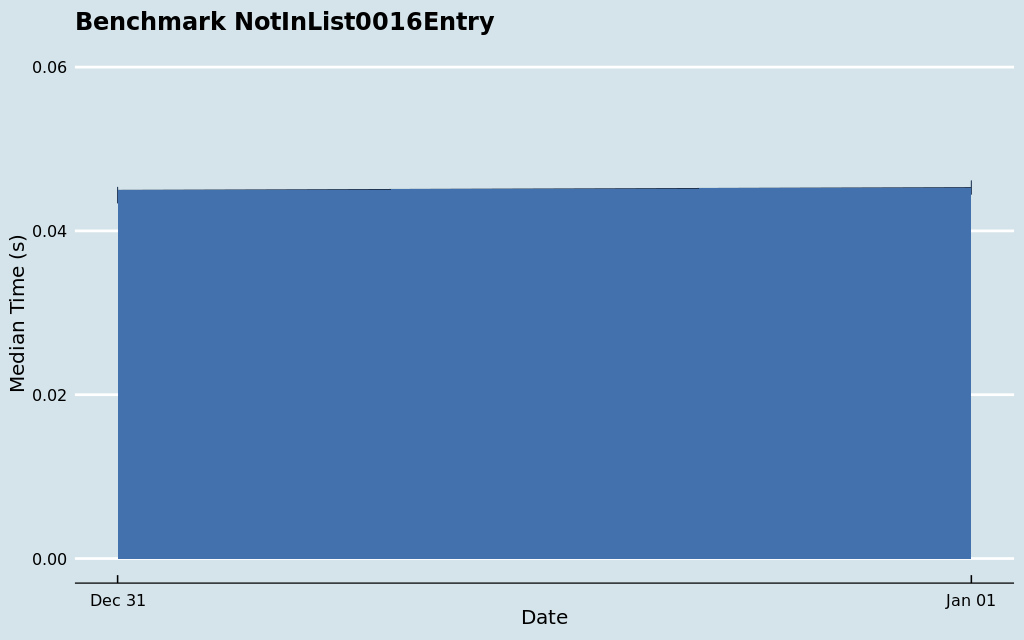 Benchmark NotInList0016Entry
0.06
0.04
0.02
0.00
Median Time (s)
Dec 31
Jan 01
Date